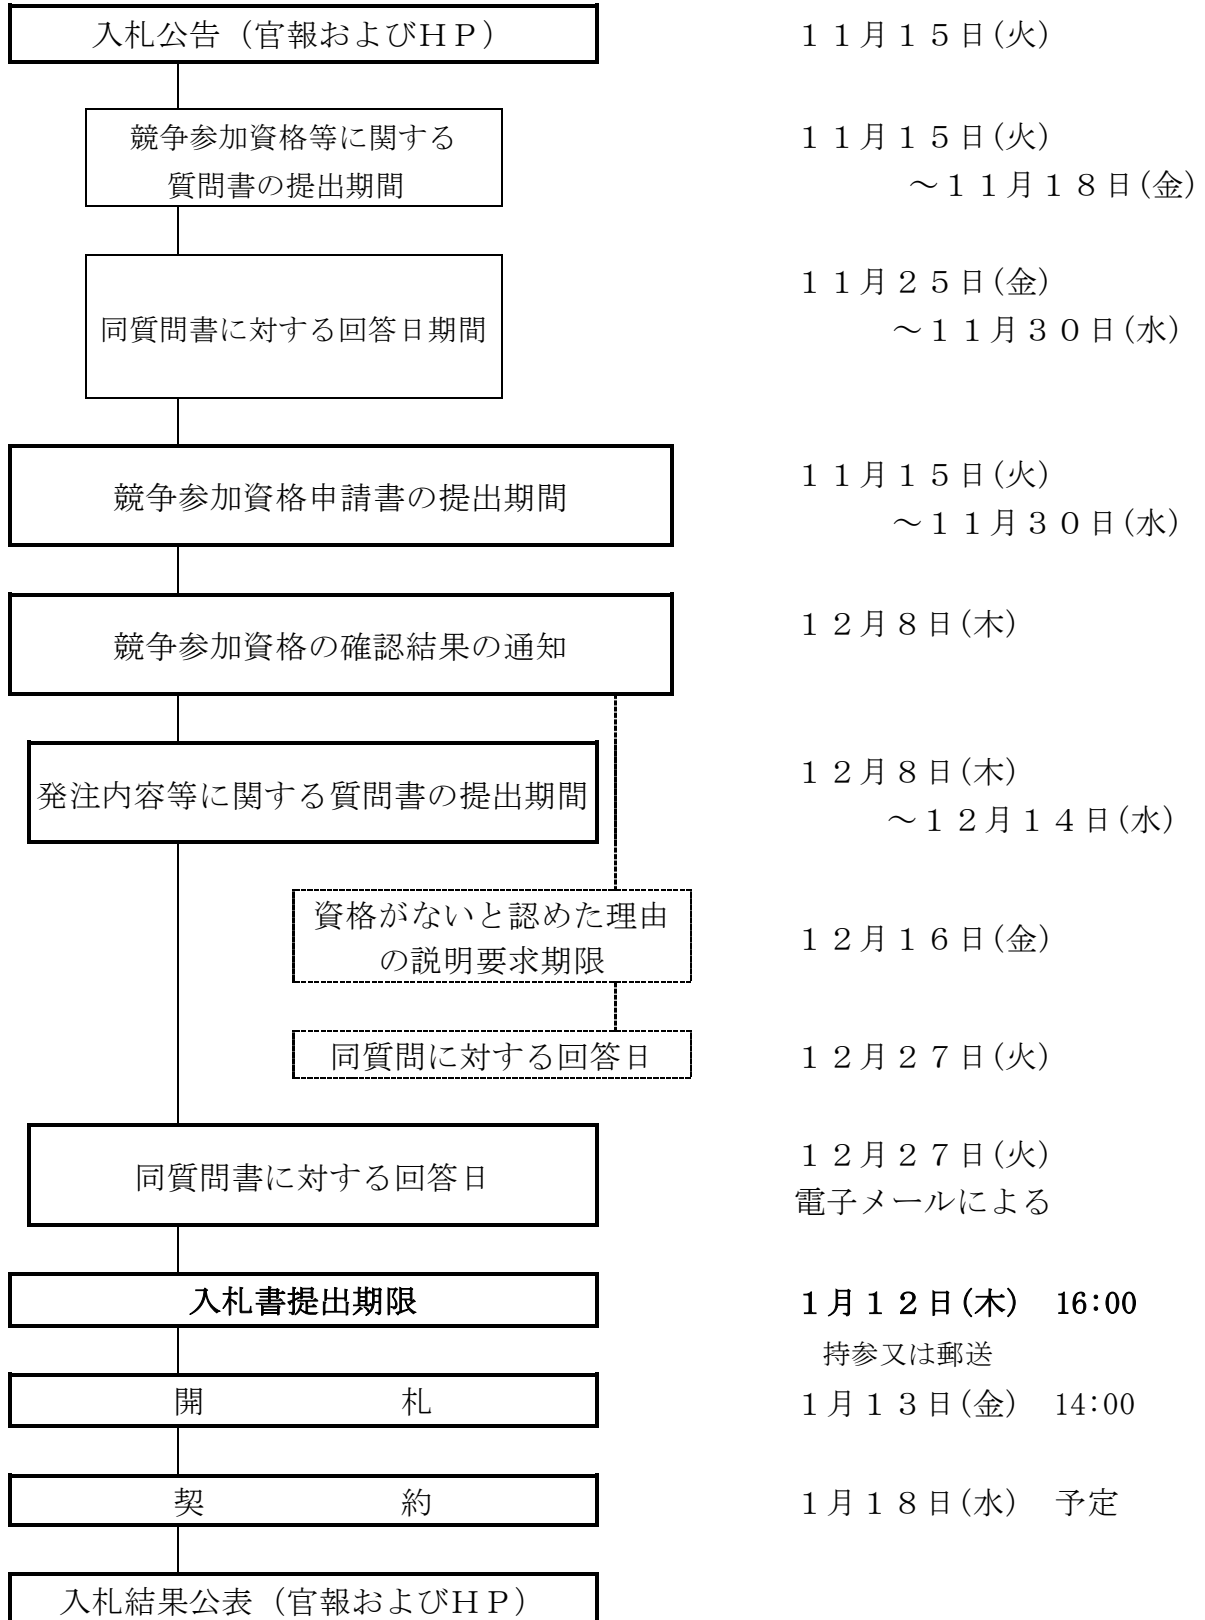 入札公告（官報およびＨＰ）
１１月１５日(火)
競争参加資格等に関する
質問書の提出期間
１１月１５日(火)
～１１月１８日(金)
同質問書に対する回答日期間
１１月２５日(金)
～１１月３０日(水)
競争参加資格申請書の提出期間
１１月１５日(火)
～１１月３０日(水)
競争参加資格の確認結果の通知
１２月８日(木)
発注内容等に関する質問書の提出期間
１２月８日(木)
～１２月１４日(水)
資格がないと認めた理由
の説明要求期限
１２月１６日(金)
同質問に対する回答日
１２月２７日(火)
同質問書に対する回答日
１２月２７日(火)
電子メールによる
入札書提出期限
１月１２日(木)　16:00
持参又は郵送
開　　　　　　札
１月１３日(金)　14:00
契　　　　　　約
１月１８日(水)　予定
入札結果公表（官報およびＨＰ）